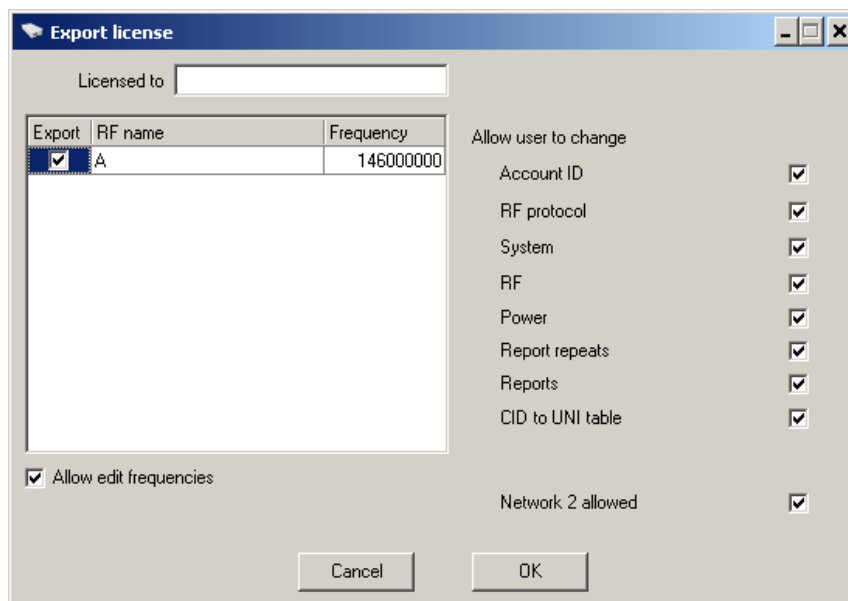 Export license
Licensed to
Export RF name Frequency
A 146000000
Allow edit frequencies
Allow user to change
Account ID
RF protocol
System
RF
Power
Report repeats
Reports
CID to UNI table
Network 2 allowed
Cancel OK